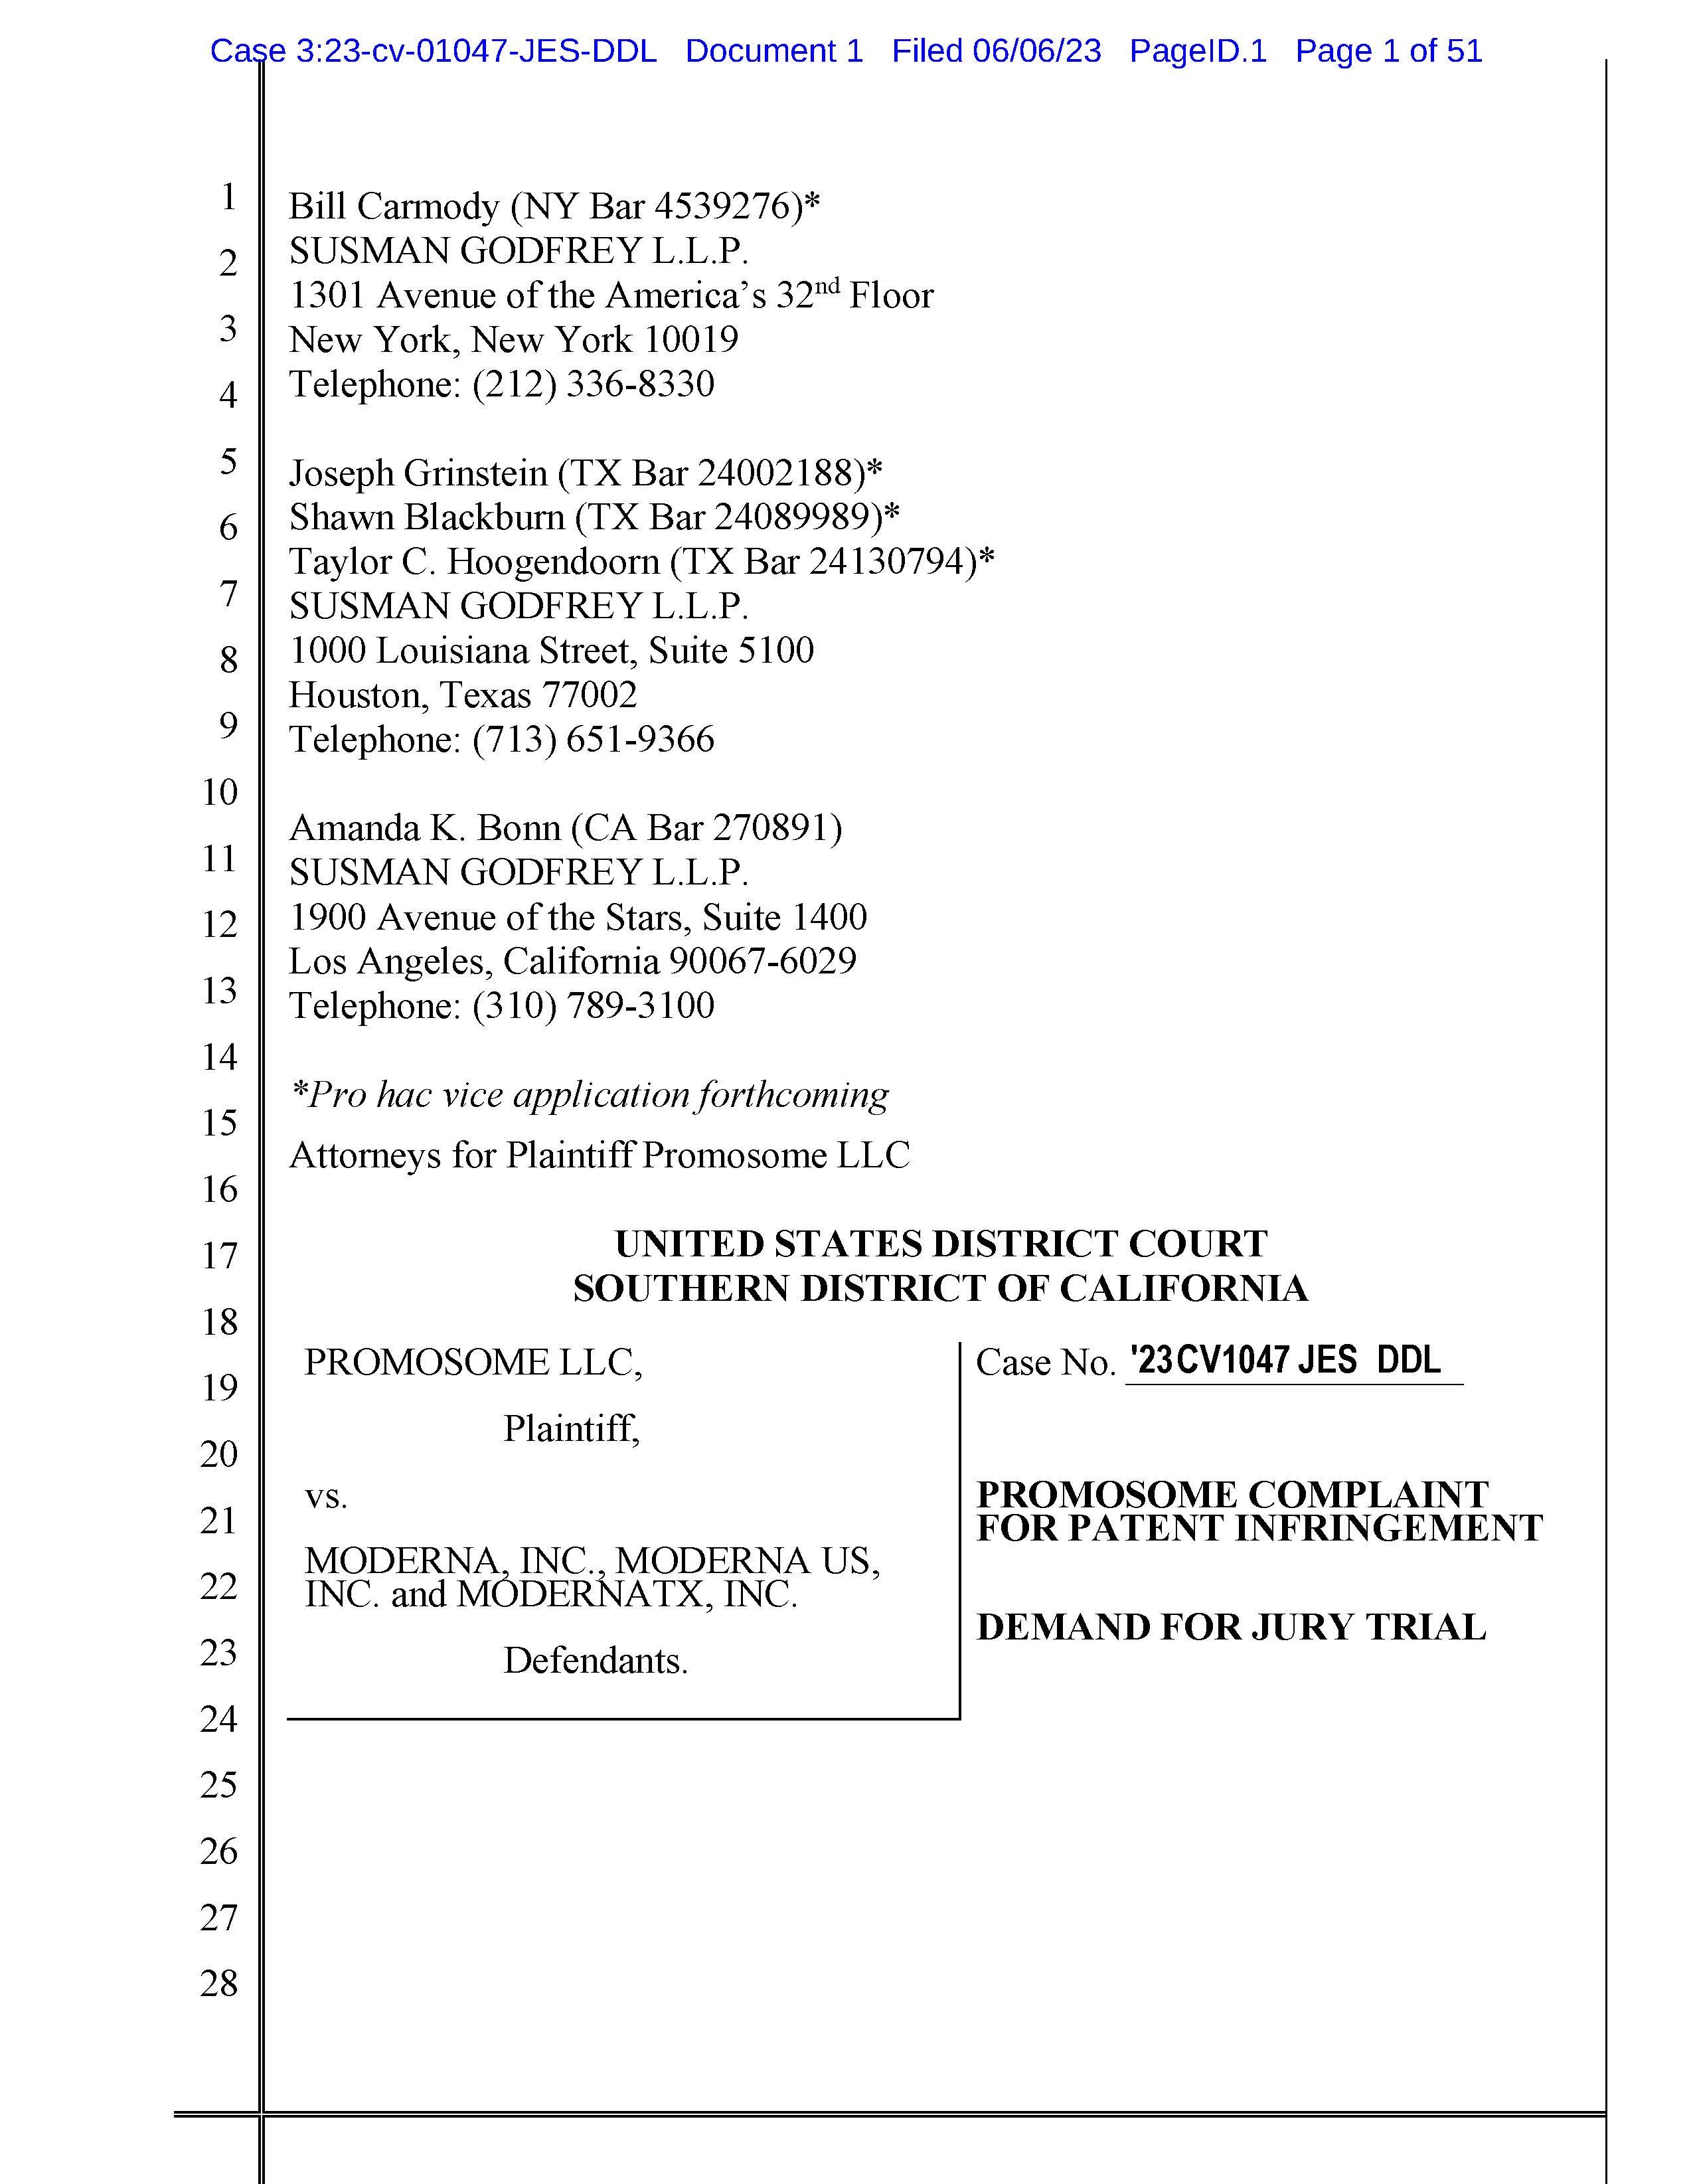 Case 3:23-cv-01047-JES-DDL Document 1 Filed 06/06/23 PageID.1 Page 1 of 51
1
2
3
4
5
6
7
8
9
10
11
12
13
14
15
16
17
18
19
20
21
22
23
24
25
26
27
28
Bill Carmody (NY Bar 4539276)*
SUSMAN GODFREY L.L.P.
1301 Avenue of the America’s 32nd Floor
New York, New York 10019
Telephone: (212) 336-8330
Joseph Grinstein (TX Bar 24002188)*
Shawn Blackburn (TX Bar 24089989)*
Taylor C. Hoogendoorn (TX Bar 24130794)*
SUSMAN GODFREY L.L.P.
1000 Louisiana Street, Suite 5100
Houston, Texas 77002
Telephone: (713) 651-9366
Amanda K. Bonn (CA Bar 270891)
SUSMAN GODFREY L.L.P.
1900 Avenue of the Stars, Suite 1400
Los Angeles, California 90067-6029
Telephone: (310) 789-3100
*Pro hac vice application forthcoming
Attorneys for Plaintiff Promosome LLC
UNITED STATES DISTRICT COURT
SOUTHERN DISTRICT OF CALIFORNIA
PROMOSOME LLC,
Plaintiff,
vs.
MODERNA, INC., MODERNA US,
INC. and MODERNATX, INC.
Defendants.
Case No. '23CV1047 JES DDL
PROMOSOME COMPLAINT
FOR PATENT INFRINGEMENT
DEMAND FOR JURY TRIAL